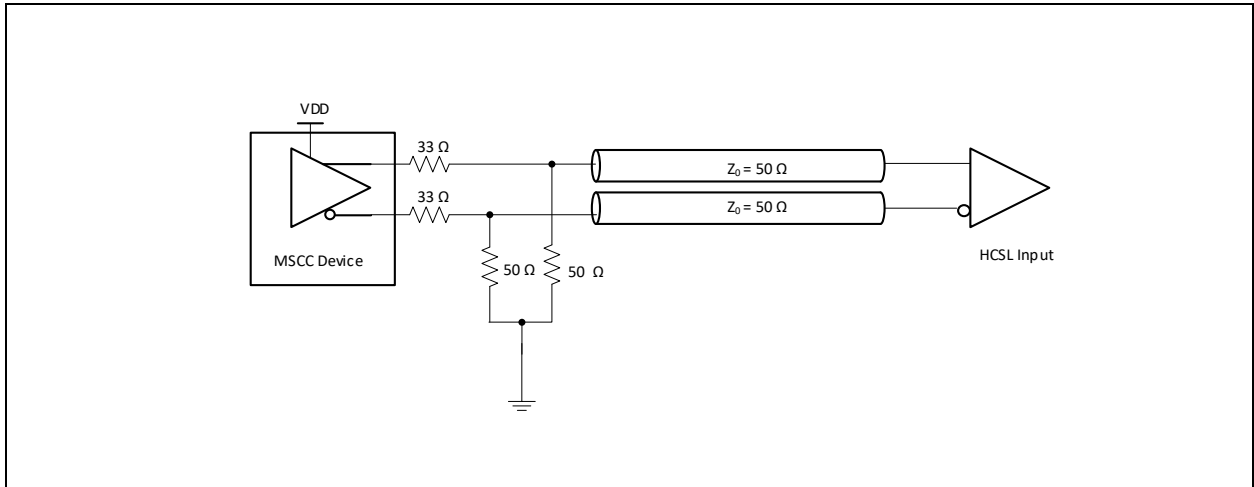 VDD
33 Ω
Z₀ = 50 Ω
33 Ω
Z₀ = 50 Ω
MSCC Device
50 Ω
50 Ω
HCSL Input